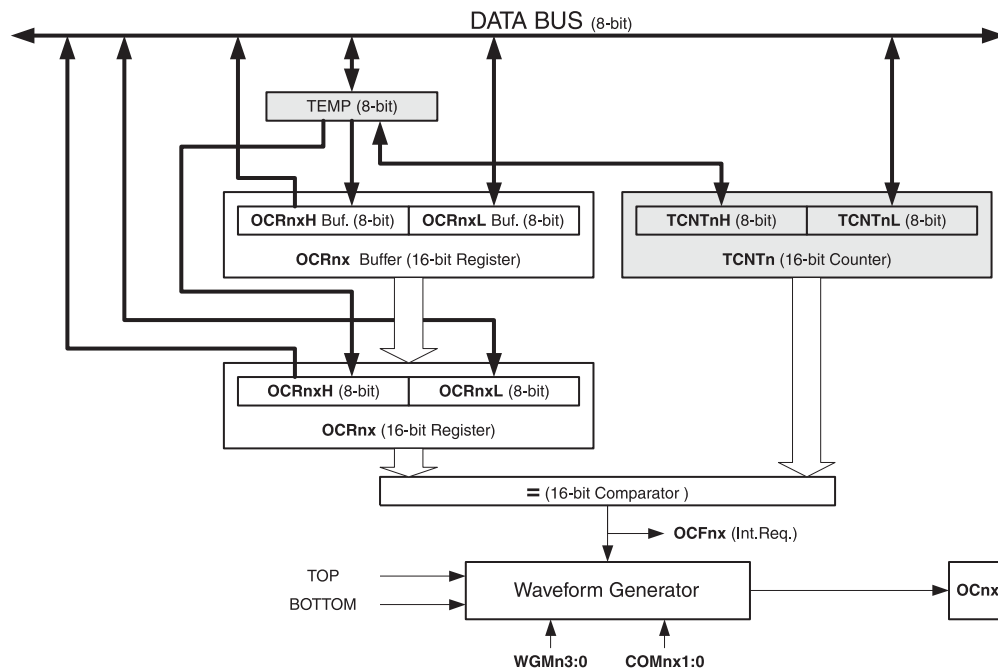 DATA BUS (8-bit)
TEMP (8-bit)
OCRnxH Buf. (8-bit) OCRnxL Buf. (8-bit)
OCRnx Buffer (16-bit Register)
TCNTnH (8-bit) TCNTnL (8-bit)
TCNTn (16-bit Counter)
OCRnxH (8-bit) OCRnxL (8-bit)
OCRnx (16-bit Register)
= (16-bit Comparator )
OCFnx (Int.Req.)
TOP
BOTTOM
Waveform Generator
OCnx
WGMn3:0 COMnx1:0